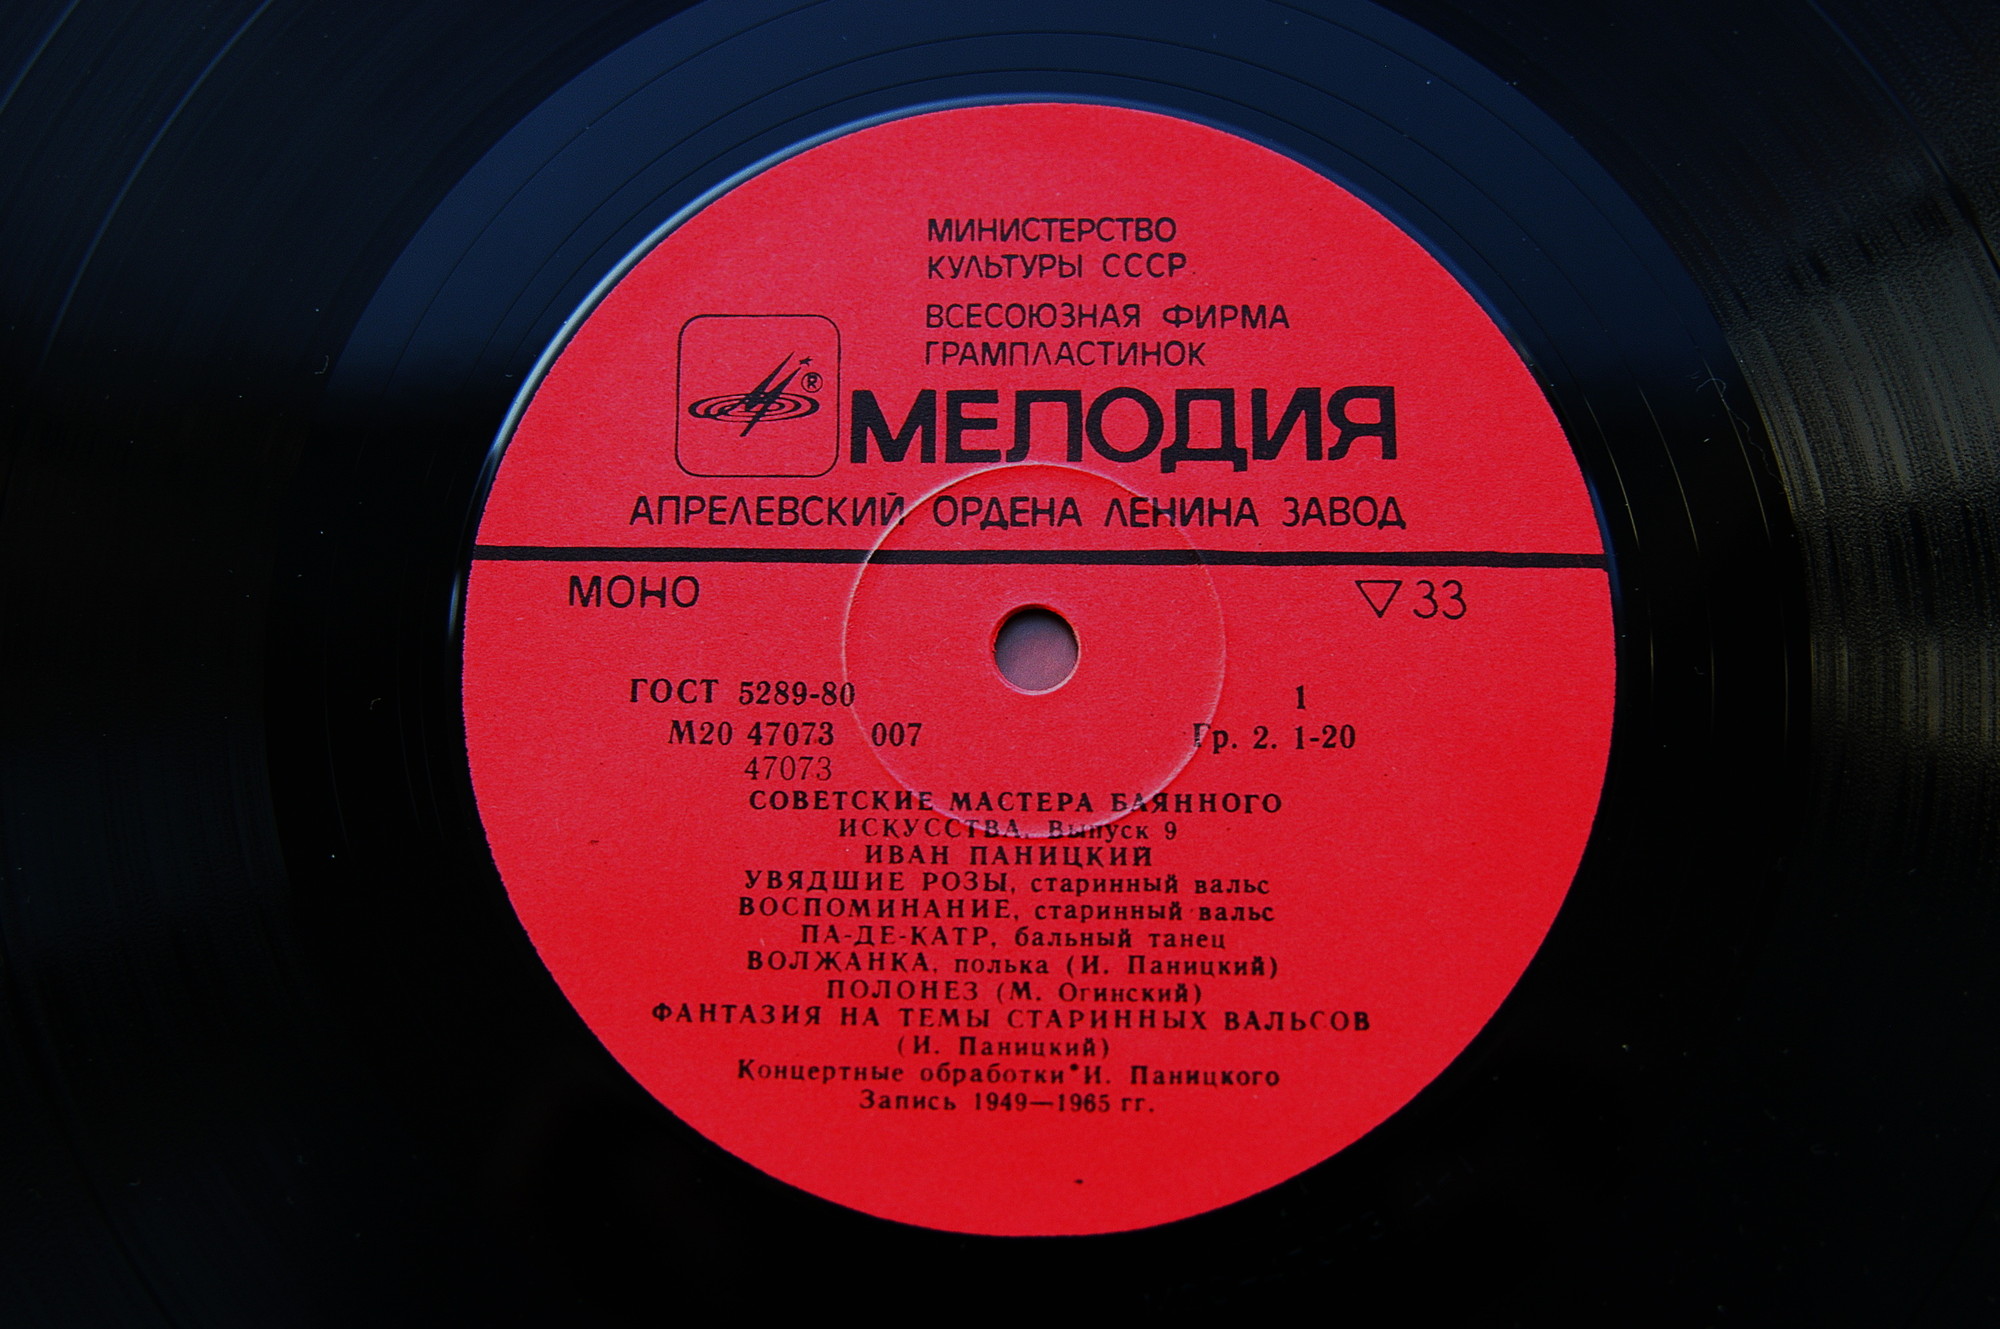 МИНИСТЕРСТВО
КУЛЬТУРЫ СССР
ВСЕСОЮЗНАЯ ФИРМА
ГРАМПЛАСТИНОК
®
МЕЛОДИЯ
АПРЕЛЕВСКИЙ ОРДЕНА ЛЕНИНА ЗАВОД
МОНО ▽33
ГОСТ 5289-80 1
М20 47073 007 Гр. 2. 1-20
47073
СОВЕТСКИЕ МАСТЕРА БАЯННОГО
ИСКУССТВА. Выпуск 9
ИВАН ПАНИЦКИЙ
УВЯДШИЕ РОЗЫ, старинный вальс
ВОСПОМИНАНИЕ, старинный вальс
ПА-ДЕ-КАТР, бальный танец
ВОЛЖАНКА, полька (И. Паницкий)
ПОЛОНЕЗ (М. Огинский)
ФАНТАЗИЯ НА ТЕМЫ СТАРИННЫХ ВАЛЬСОВ
(И. Паницкий)
Концертные обработки И. Паницкого
Запись 1949—1965 гг.